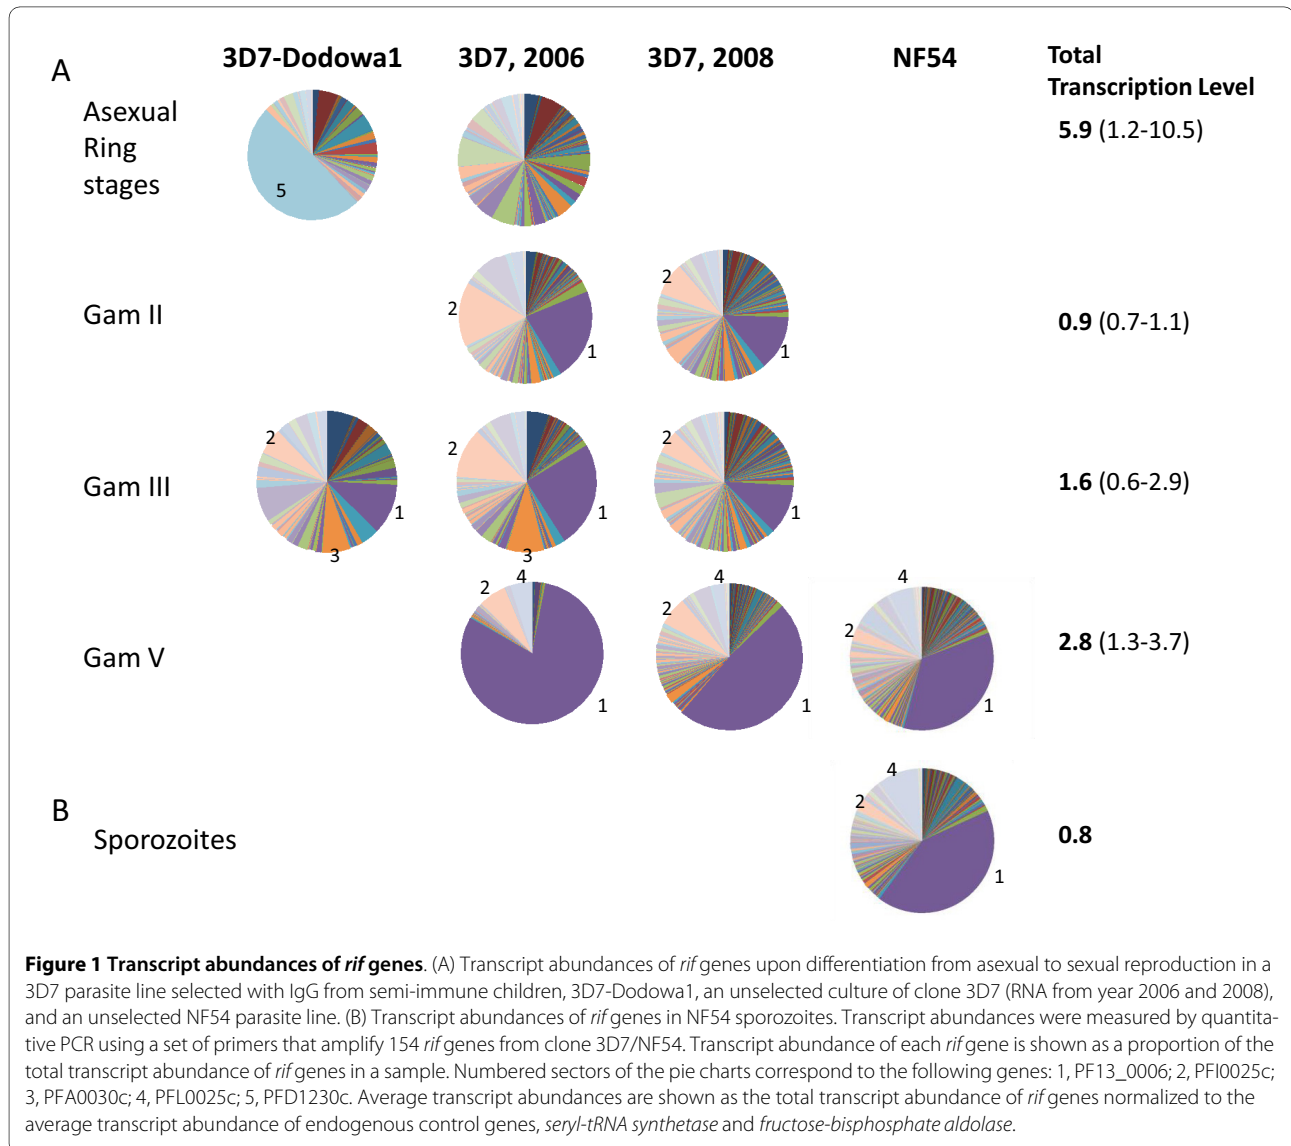 3D7-Dodowa1 3D7, 2006 3D7, 2008 NF54 Total
Transcription Level
A
Asexual
Ring
stages
5
5.9 (1.2-10.5)
Gam II
2
1
2
1
0.9 (0.7-1.1)
Gam III
2
1
3
2
1
3
2
1
1.6 (0.6-2.9)
Gam V
2
4
1
2
4
1
2
4
1
2.8 (1.3-3.7)
B
Sporozoites
2
4
1
0.8
Figure 1 Transcript abundances of rif genes. (A) Transcript abundances of rif genes upon differentiation from asexual to sexual reproduction in a
3D7 parasite line selected with IgG from semi-immune children, 3D7-Dodowa1, an unselected culture of clone 3D7 (RNA from year 2006 and 2008),
and an unselected NF54 parasite line. (B) Transcript abundances of rif genes in NF54 sporozoites. Transcript abundances were measured by quantita-
tive PCR using a set of primers that amplify 154 rif genes from clone 3D7/NF54. Transcript abundance of each rif gene is shown as a proportion of the
total transcript abundance of rif genes in a sample. Numbered sectors of the pie charts correspond to the following genes: 1, PF13_0006; 2, PFI0025c;
3, PFA0030c; 4, PFL0025c; 5, PFD1230c. Average transcript abundances are shown as the total transcript abundance of rif genes normalized to the
average transcript abundance of endogenous control genes, seryl-tRNA synthetase and fructose-bisphosphate aldolase.